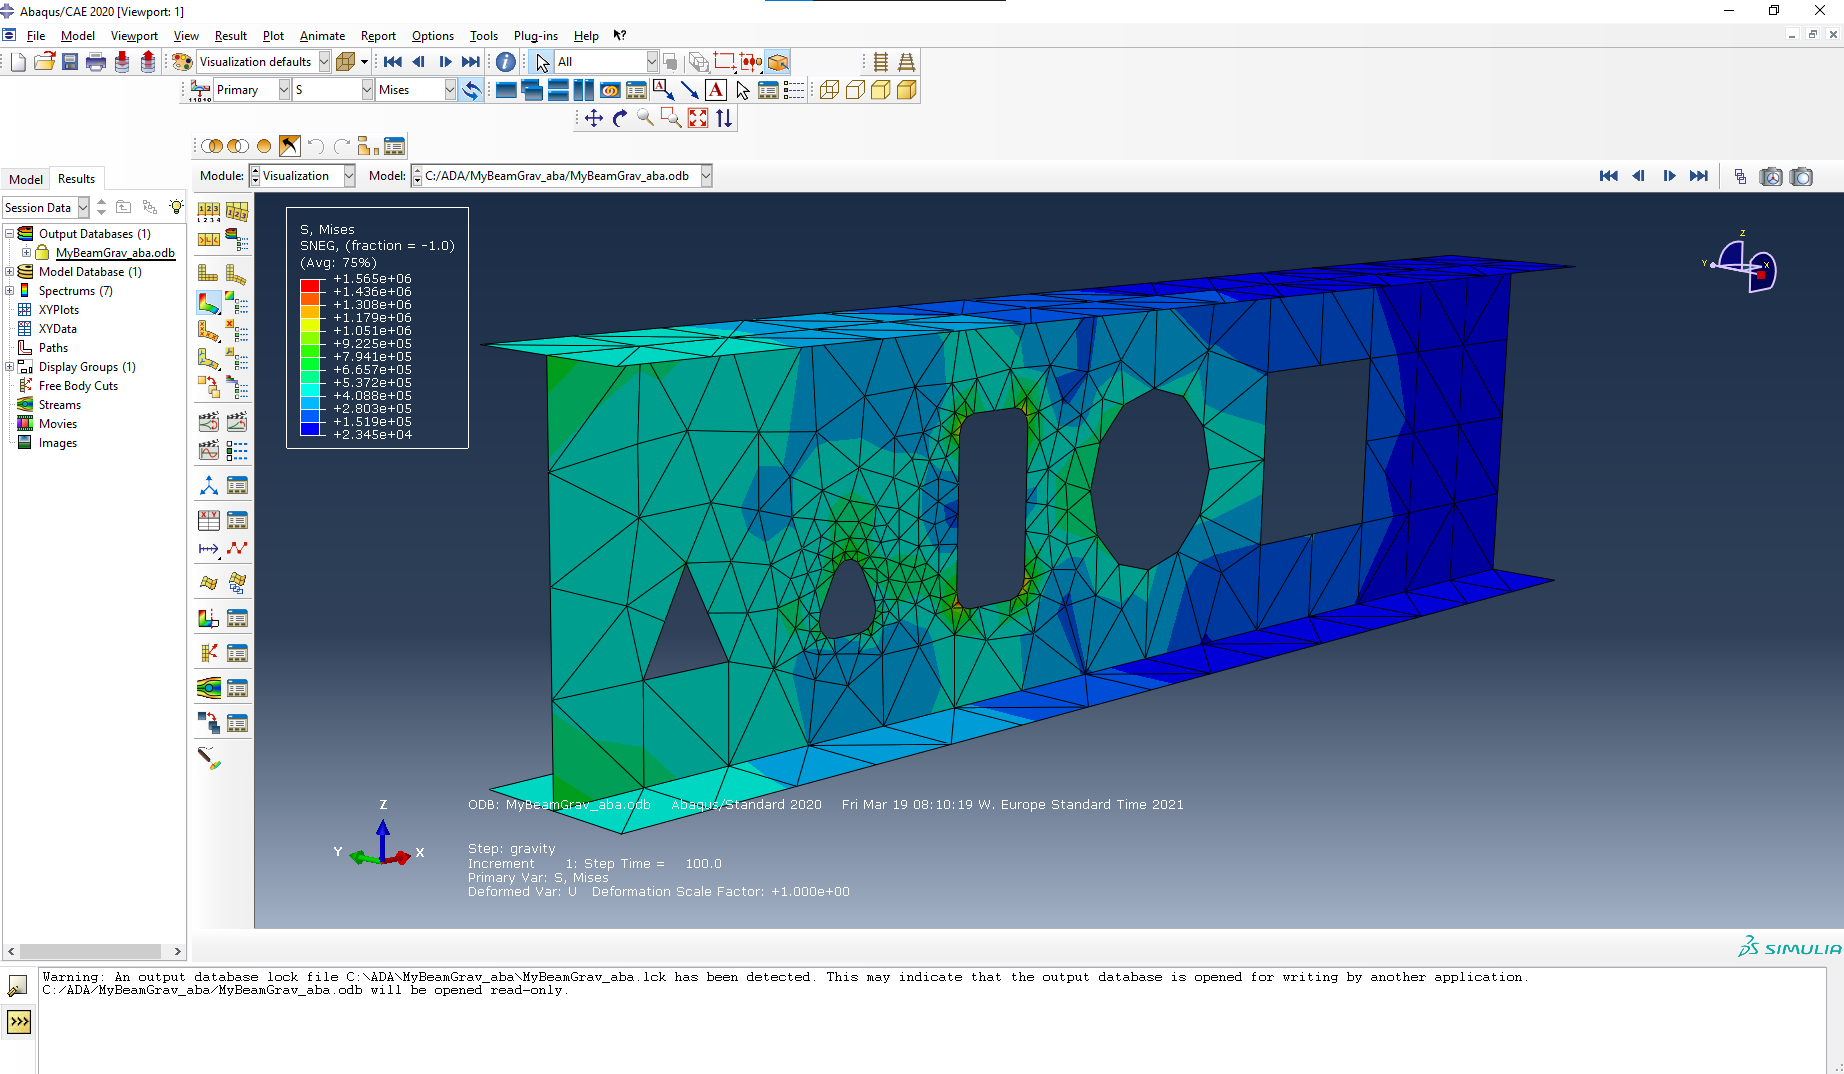 Abaqus/CAE 2020 [Viewport: 1]
File Model Viewport View Result Plot Animate Report Options Tools Plug-ins Help
Visualization defaults
All
Primary
S
Mises
Module: Visualization
Model: C:/ADA/MyBeamGrav_aba/MyBeamGrav_aba.odb
Model Results
Session Data
Output Databases (1)
MyBeamGrav_aba.odb
Model Database (1)
Spectrums (7)
XYPlots
XYData
Paths
Display Groups (1)
Free Body Cuts
Streams
Movies
Images
S, Mises
SNEG, (fraction = -1.0)
(Avg: 75%)
+1.565e+06
+1.436e+06
+1.308e+06
+1.179e+06
+1.051e+06
+9.225e+05
+7.941e+05
+6.657e+05
+5.372e+05
+4.088e+05
+2.803e+05
+1.519e+05
+2.345e+04
Z
Y
X
Z
Y
X
ODB: MyBeamGrav_aba.odb Abaqus/Standard 2020 Fri Mar 19 08:10:19 W. Europe Standard Time 2021
Step: gravity
Increment 1: Step Time = 100.0
Primary Var: S, Mises
Deformed Var: U Deformation Scale Factor: +1.000e+00
SIMULIA
Warning: An output database lock file C:\ADA\MyBeamGrav_aba\MyBeamGrav_aba.lck has been detected. This may indicate that the output database is opened for writing by another application.
C:/ADA/MyBeamGrav_aba/MyBeamGrav_aba.odb will be opened read-only.